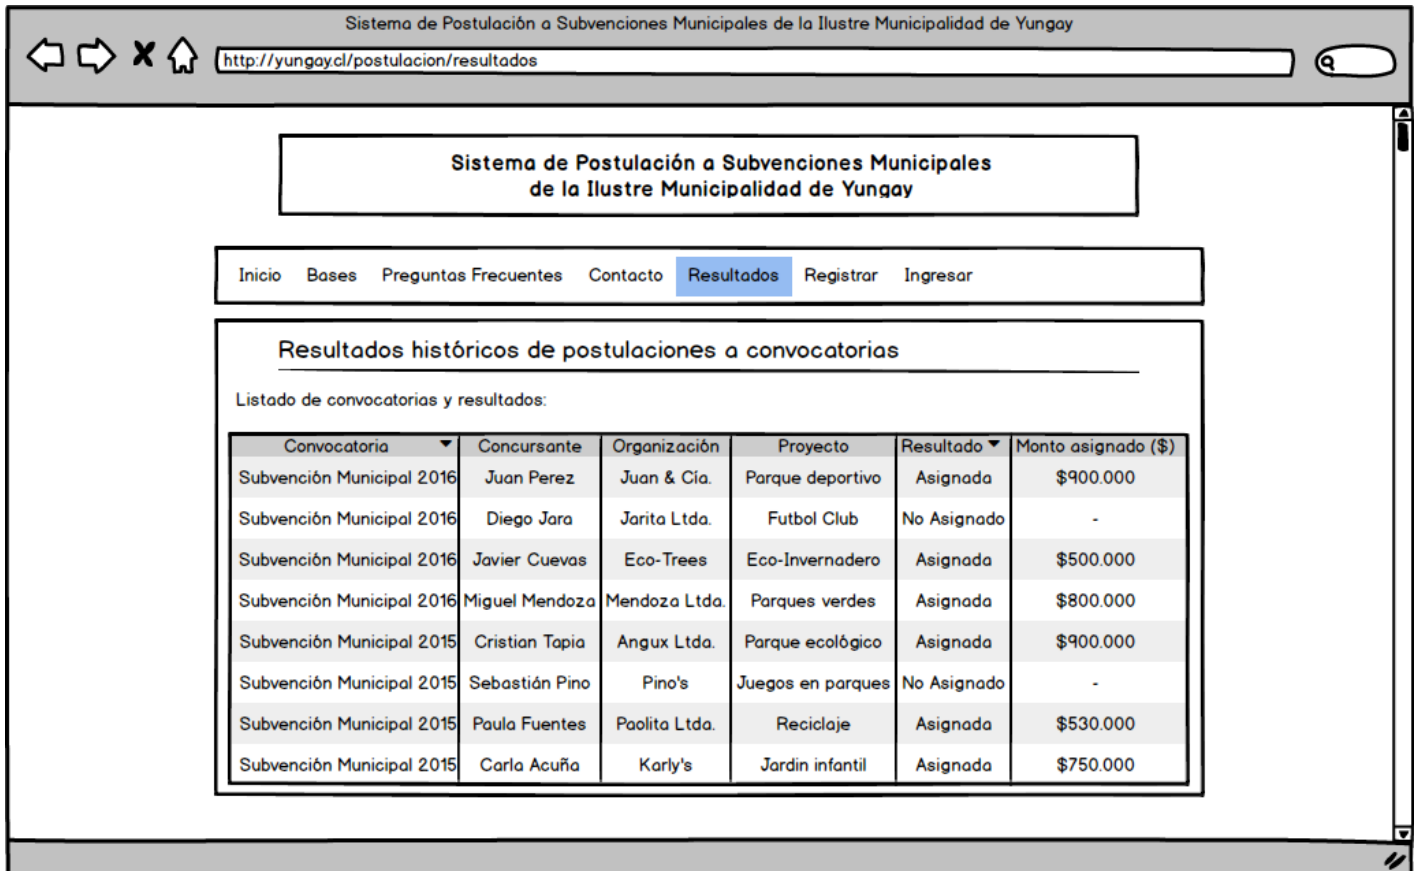 Sistema de Postulación a Subvenciones Municipales de la Ilustre Municipalidad de Yungay
http://yungay.cl/postulacion/resultados
Sistema de Postulación a Subvenciones Municipales
de la Ilustre Municipalidad de Yungay
Inicio Bases Preguntas Frecuentes Contacto Resultados Registrar Ingresar
Resultados históricos de postulaciones a convocatorias
Listado de convocatorias y resultados:
Convocatoria Concursante Organización Proyecto Resultado Monto asignado ($)
Subvención Municipal 2016 Juan Perez Juan & Cía. Parque deportivo Asignada $900.000
Subvención Municipal 2016 Diego Jara Jarita Ltda. Futbol Club No Asignado -
Subvención Municipal 2016 Javier Cuevas Eco-Trees Eco-Invernadero Asignada $500.000
Subvención Municipal 2016 Miguel Mendoza Mendoza Ltda. Parques verdes Asignada $800.000
Subvención Municipal 2015 Cristian Tapia Angux Ltda. Parque ecológico Asignada $900.000
Subvención Municipal 2015 Sebastián Pino Pino's Juegos en parques No Asignado -
Subvención Municipal 2015 Paula Fuentes Paolita Ltda. Reciclaje Asignada $530.000
Subvención Municipal 2015 Carla Acuña Karly's Jardin infantil Asignada $750.000